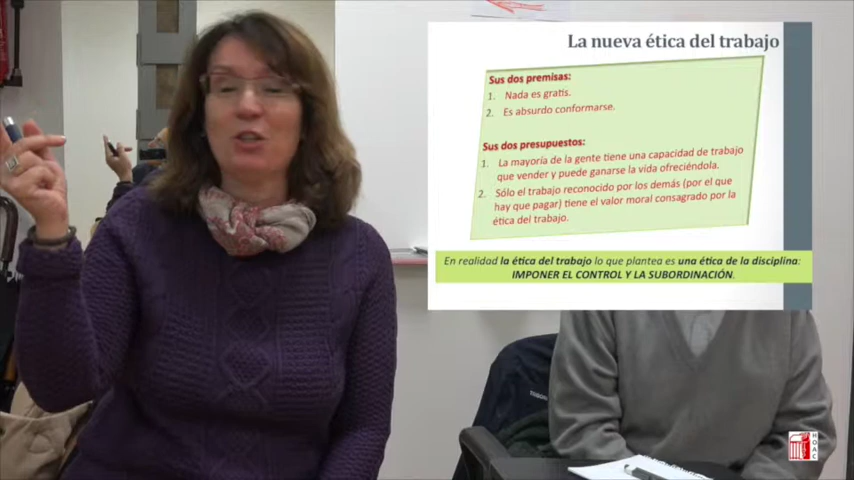 La nueva ética del trabajo
Sus dos premisas:
1. Nada es gratis.
2. Es absurdo conformarse.
Sus dos presupuestos:
1. La mayoría de la gente tiene una capacidad de trabajo
que vender y puede ganarse la vida ofreciéndola.
2. Sólo el trabajo reconocido por los demás (por el que
hay que pagar) tiene el valor moral consagrado por la
ética del trabajo.
En realidad la ética del trabajo lo que plantea es una ética de la disciplina:
IMPONER EL CONTROL Y LA SUBORDINACIÓN.
HOAC